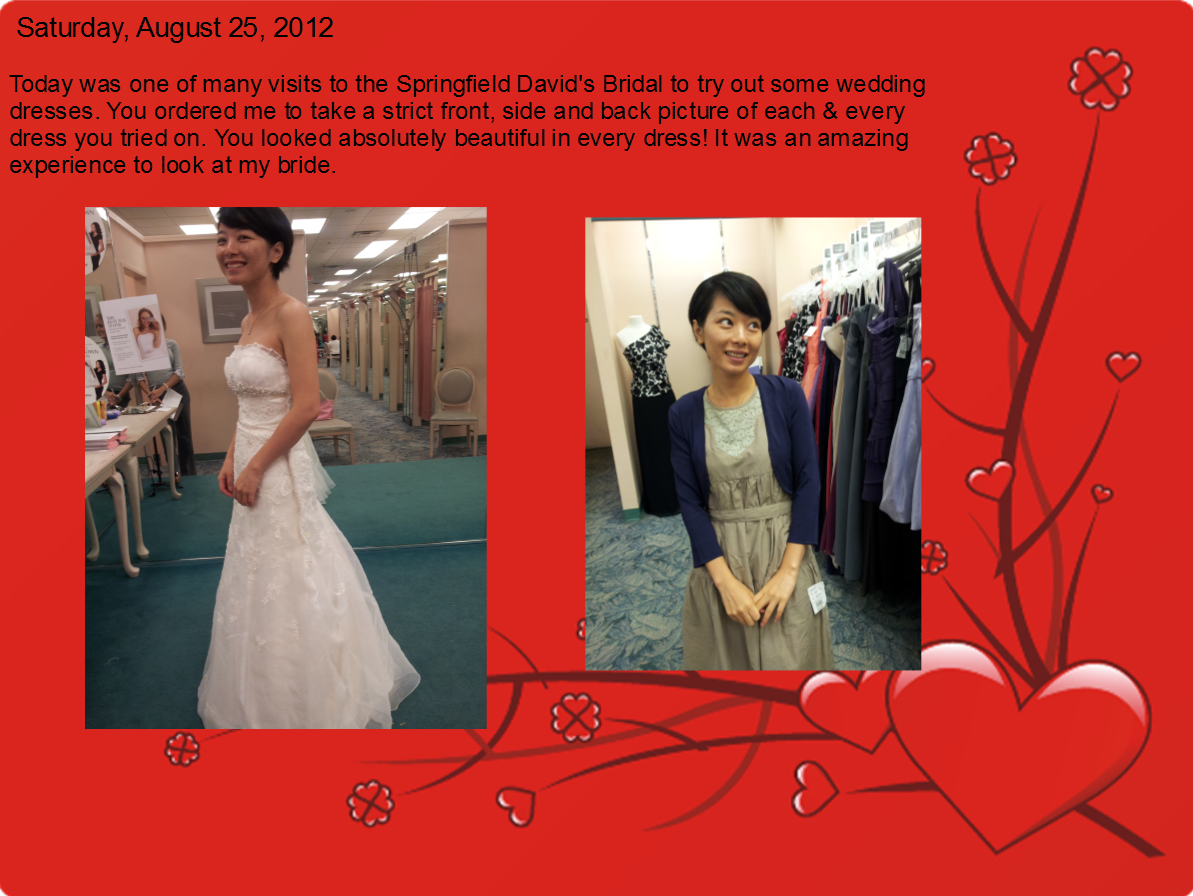 Saturday, August 25, 2012
Today was one of many visits to the Springfield David's Bridal to try out some wedding
dresses. You ordered me to take a strict front, side and back picture of each & every
dress you tried on. You looked absolutely beautiful in every dress! It was an amazing
experience to look at my bride.